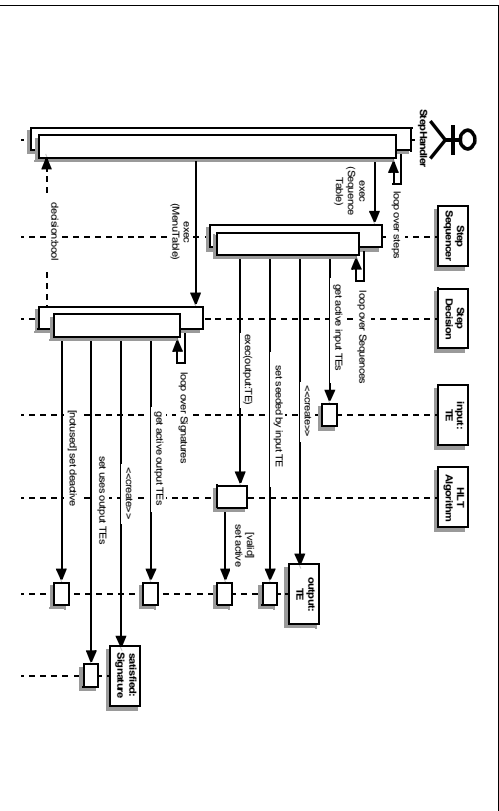 StepHandler
Step
Sequencer
Step
Decision
input:
TE
HLT
Algorithm
loop over steps
exec
(Sequence
Table)
loop over Sequences
get active input TEs
<<create>>
output:
TE
set seeded by input TE
exec(output:TE)
[valid]
set active
exec
(MenuTable)
loop over Signatures
get active output TEs
<<create>>
satisfied:
Signature
set uses output TEs
[notused] set deactive
decision:bool